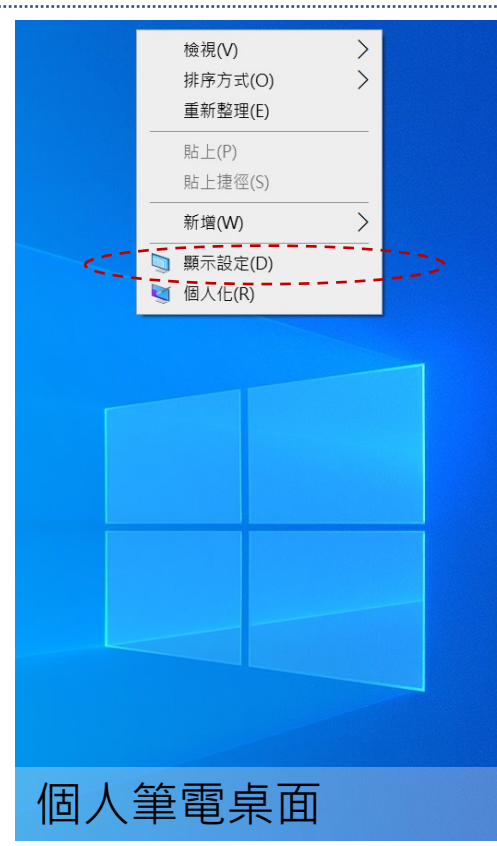 檢視(V)
排序方式(O)
重新整理(E)
貼上(P)
貼上捷徑(S)
新增(W)
顯示設定(D)
個人化(R)
個人筆電桌面